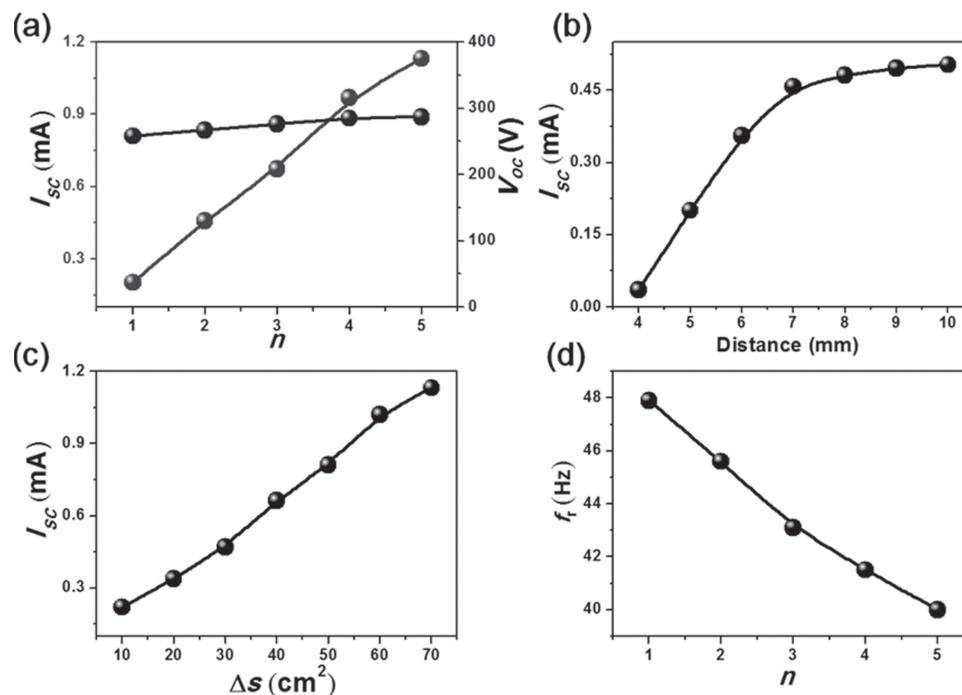 (a)
1.2
0.9
0.6
0.3
I_SC (mA)
400
300
200
100
0
V_oc (V)
1 2 3 4 5
n
(b)
0.45
0.30
0.15
0.00
I_SC (mA)
4 5 6 7 8 9 10
Distance (mm)
(c)
1.2
0.9
0.6
0.3
I_SC (mA)
10 20 30 40 50 60 70
Δs (cm²)
(d)
48
46
44
42
40
f_r (Hz)
1 2 3 4 5
n